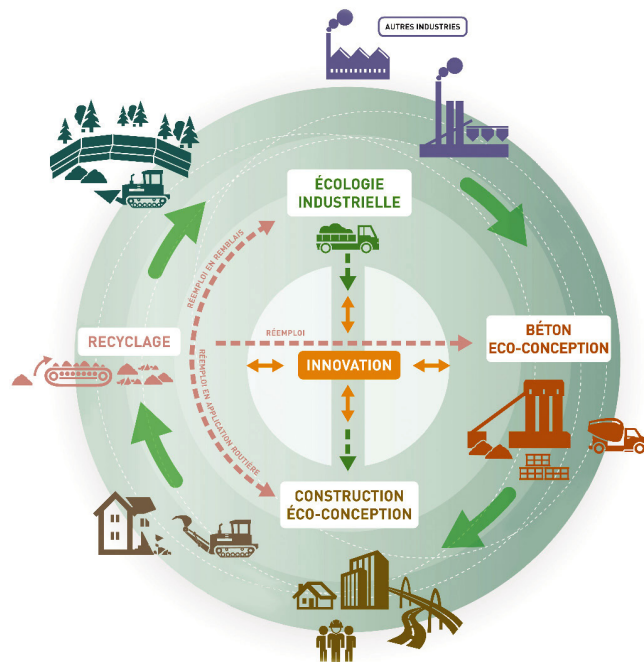 AUTRES INDUSTRIES
ÉCOLOGIE
INDUSTRIELLE
RÉEMPLOI EN REMBLAIS
RÉEMPLOI
RECYCLAGE
INNOVATION
BÉTON
ECO-CONCEPTION
RÉEMPLOI EN APPLICATION ROUTIÈRE
CONSTRUCTION
ÉCO-CONCEPTION